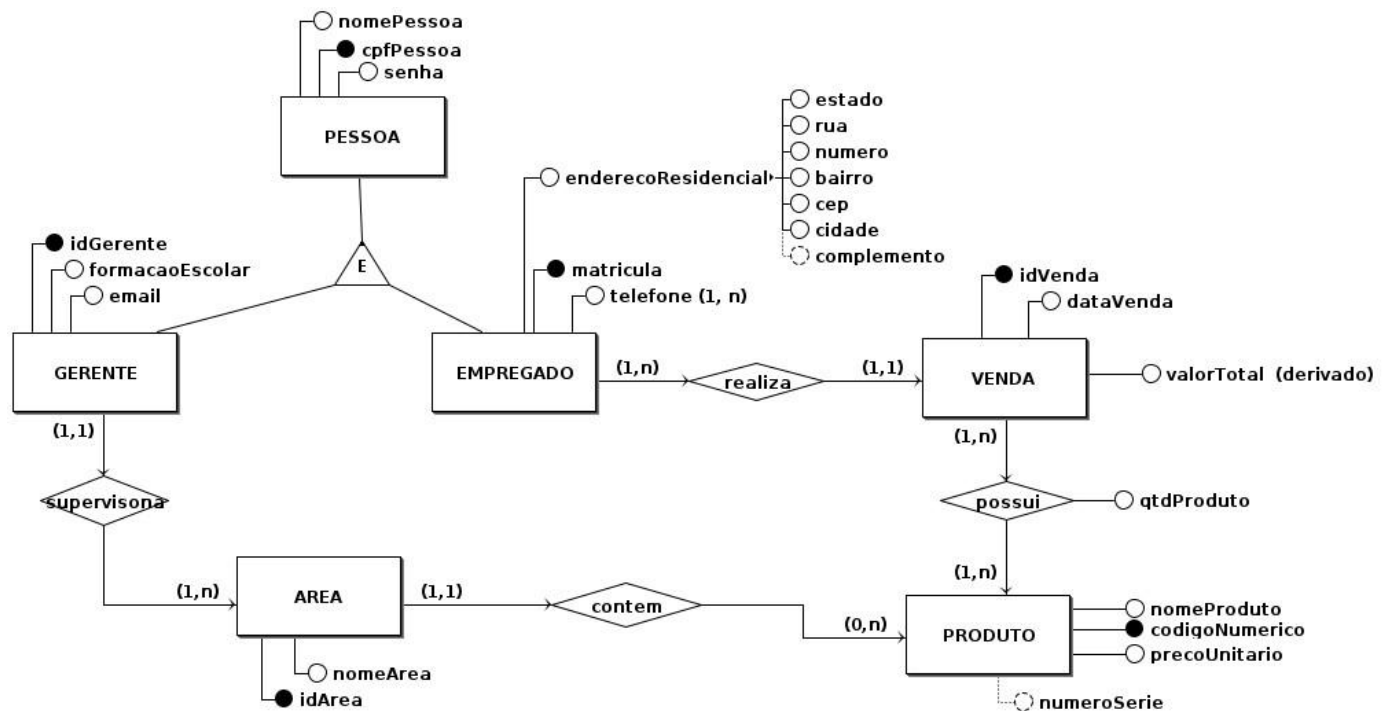 nomePessoa
cpfPessoa
senha
PESSOA
estado
rua
numero
enderecoResidencial
bairro
cep
cidade
complemento
E
idGerente
formacaoEscolar
email
matricula
telefone (1, n)
idVenda
dataVenda
GERENTE
EMPREGADO
(1,n)
realiza
(1,1)
VENDA
valorTotal (derivado)
(1,1)
(1,n)
supervisona
possui
qtdProduto
(1,n)
AREA
(1,1)
contem
(0,n)
(1,n)
PRODUTO
nomeProduto
codigoNumerico
precoUnitario
nomeArea
idArea
numeroSerie